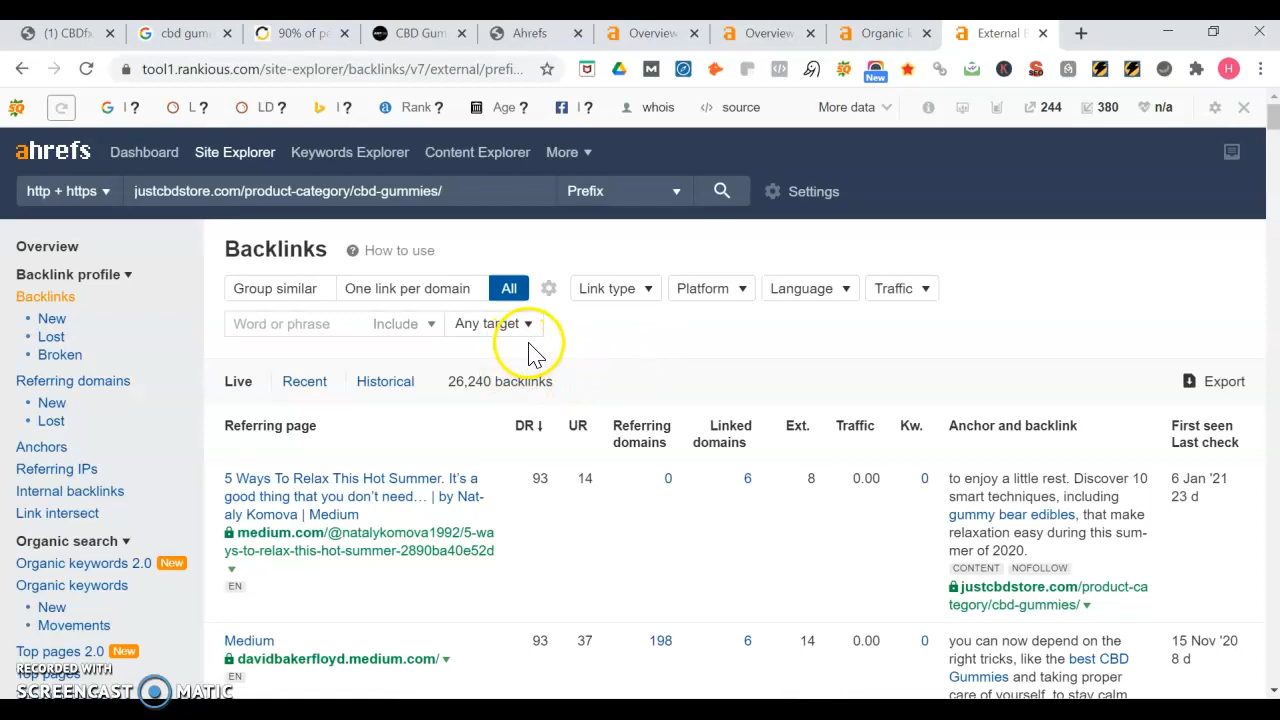 (1) CBDfx
cbd gumm
90% of pe
CBD Gum
Ahrefs
Overview
Overview
Organic k
External B
tool1.rankious.com/site-explorer/backlinks/v7/external/prefi...
New
I ?
L ?
LD ?
I ?
Rank ?
Age ?
I ?
whois
source
More data
244
380
n/a
ahrefs
Dashboard
Site Explorer
Keywords Explorer
Content Explorer
More
http + https
justcbdstore.com/product-category/cbd-gummies/
Prefix
Settings
Overview
Backlink profile
Backlinks
• New
• Lost
• Broken
Referring domains
• New
• Lost
Anchors
Referring IPs
Internal backlinks
Link intersect
Organic search
Organic keywords 2.0 New
Organic keywords
• New
• Movements
Top pages 2.0 New
Top pages
Backlinks
How to use
Group similar
One link per domain
All
Link type
Platform
Language
Traffic
Word or phrase
Include
Any target
Live
Recent
Historical
26,240 backlinks
Export
Referring page
DR ↓
UR
Referring
domains
Linked
domains
Ext.
Traffic
Kw.
Anchor and backlink
First seen
Last check
5 Ways To Relax This Hot Summer. It’s a
good thing that you don’t need… | by Nat-
aly Komova | Medium
medium.com/@natalykomova1992/5-wa
ys-to-relax-this-hot-summer-2890ba40e52d
EN
93
14
0
6
8
0.00
0
to enjoy a little rest. Discover 10
smart techniques, including
gummy bear edibles, that make
relaxation easy during this sum-
mer of 2020.
CONTENT NOFOLLOW
justcbdstore.com/product-ca
tegory/cbd-gummies/
6 Jan '21
23 d
Medium
davidbakerfloyd.medium.com/
EN
93
37
198
6
14
0.00
0
you can now depend on the
right tricks, like the best CBD
Gummies and taking proper
care of yourself, to stay calm
15 Nov '20
8 d
RECORDED WITH
SCREENCAST MATIC